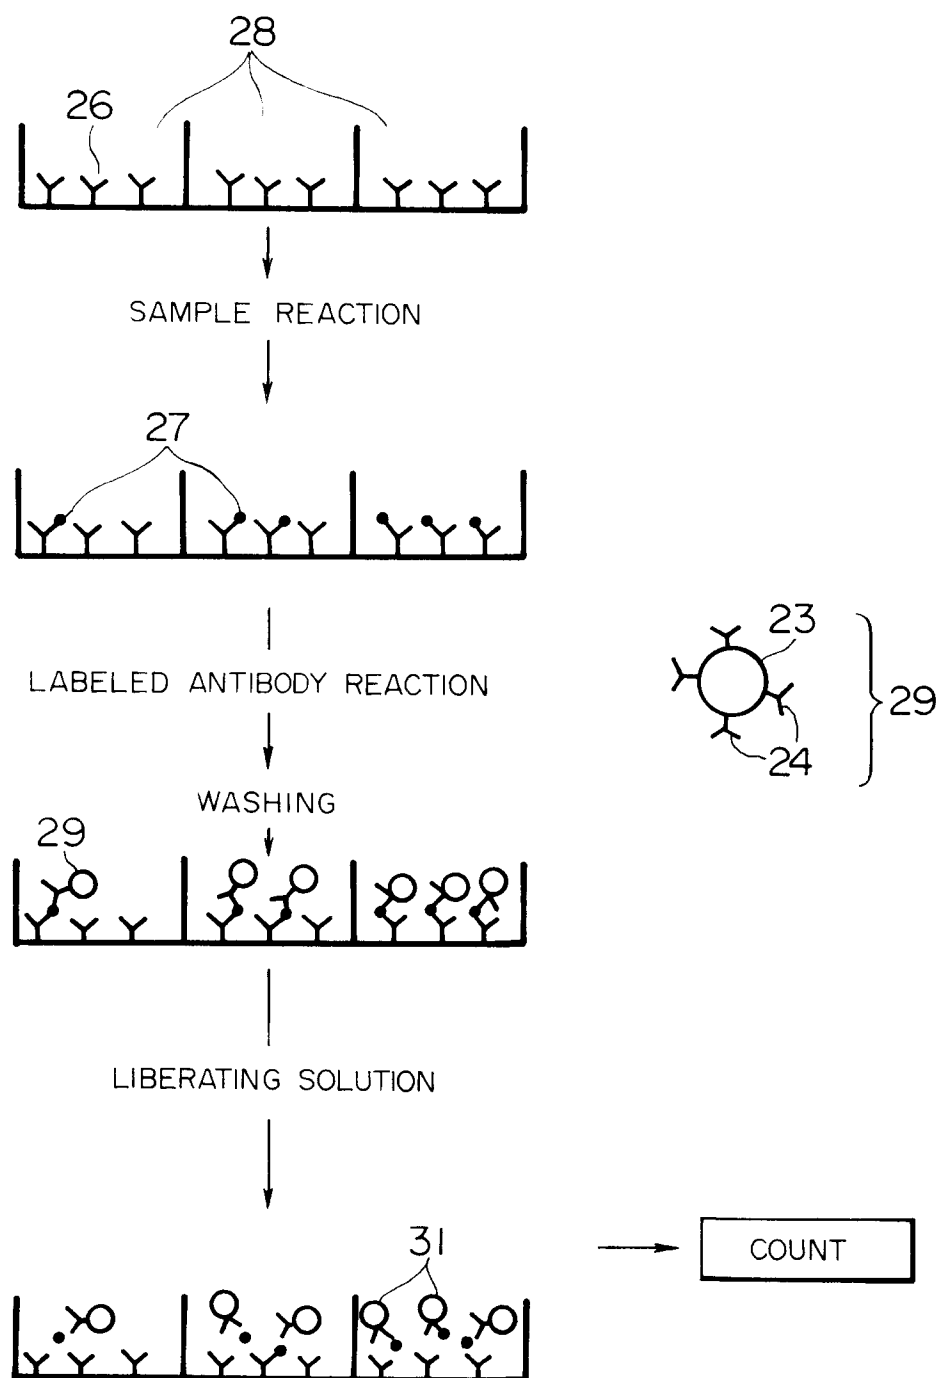 28
26
SAMPLE REACTION
27
23
LABELED ANTIBODY REACTION
29
24
WASHING
29
LIBERATING SOLUTION
31
COUNT